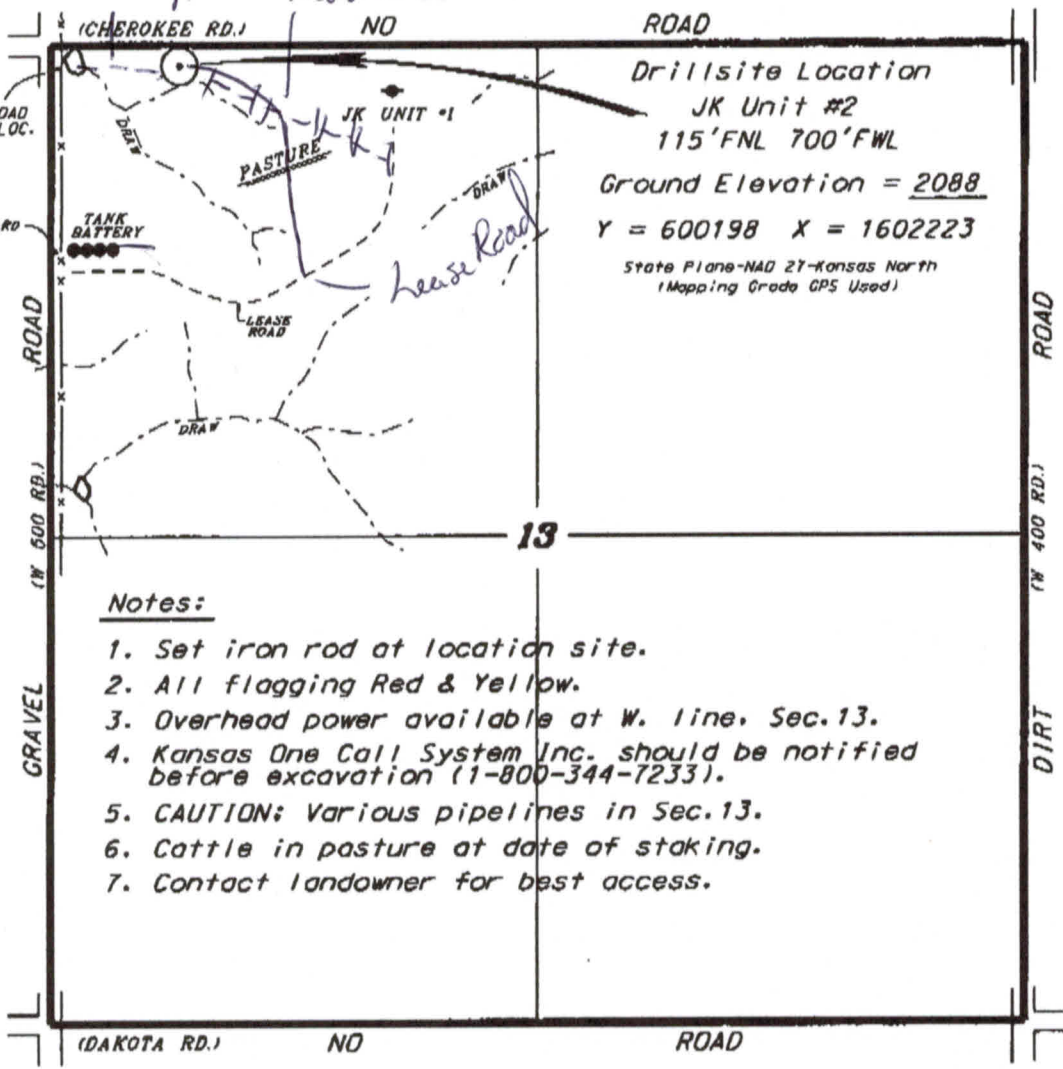 (CHEROKEE RD.) NO ROAD
Drillsite Location
JK Unit #2
115'FNL 700'FWL
Ground Elevation = 2088
Y = 600198 X = 1602223
State Plane-NAD 27-Kansas North
(Mapping Grade GPS Used)
LOC.
DRAW
JK UNIT #1
PASTURE
DRAW
RD
TANK
BATTERY
Lease Road
LEASE
ROAD
DRAW
GRAVEL (W 600 RD.) ROAD
DIRT (W 400 RD.) ROAD
13
Notes:
1. Set iron rod at location site.
2. All flagging Red & Yellow.
3. Overhead power available at W. line, Sec.13.
4. Kansas One Call System Inc. should be notified
before excavation (1-800-344-7233).
5. CAUTION: Various pipelines in Sec.13.
6. Cattle in pasture at date of staking.
7. Contact landowner for best access.
(DAKOTA RD.) NO ROAD